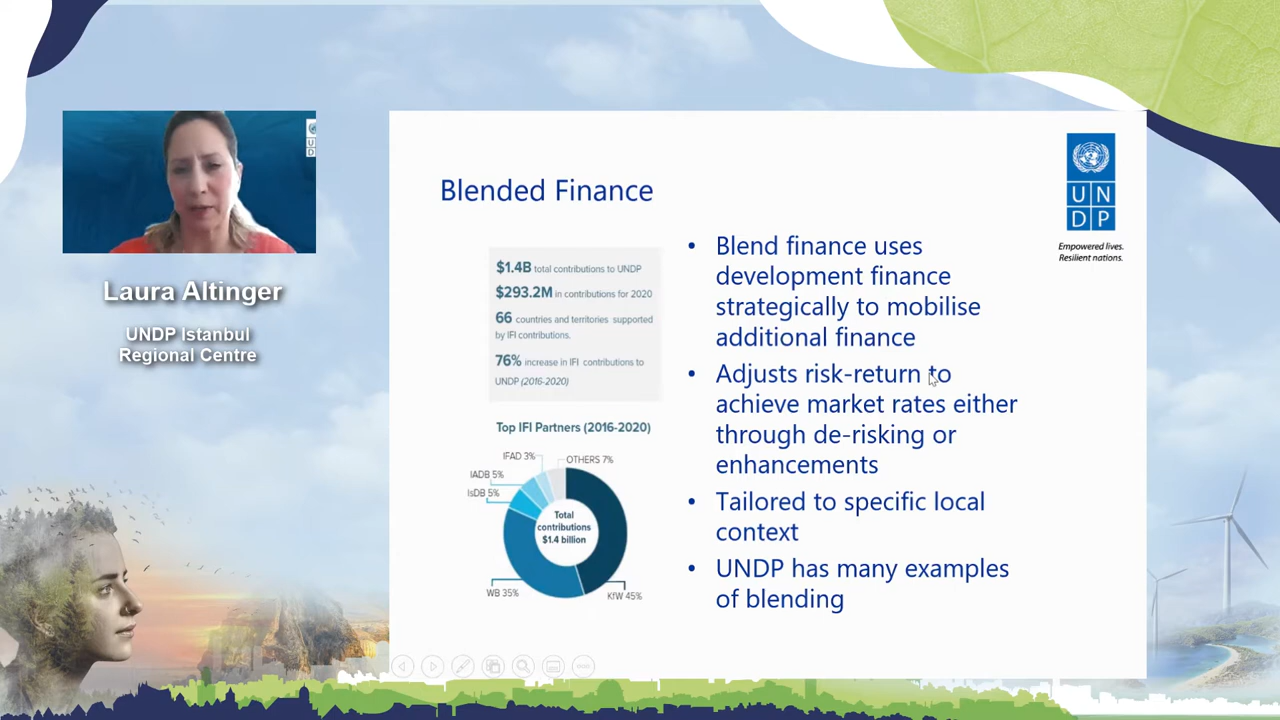 Laura Altinger
UNDP Istanbul
Regional Centre
Blended Finance
U N
D P
Empowered lives.
Resilient nations.
$1.4B total contributions to UNDP
$293.2M in contributions for 2020
66 countries and territories supported
by IFI contributions.
76% increase in IFI contributions to
UNDP (2016-2020)
Top IFI Partners (2016-2020)
IFAD 3%
OTHERS 7%
IADB 5%
IsDB 5%
Total
contributions
$1.4 billion
WB 35%
KfW 45%
• Blend finance uses
development finance
strategically to mobilise
additional finance
• Adjusts risk-return to
achieve market rates either
through de-risking or
enhancements
• Tailored to specific local
context
• UNDP has many examples
of blending